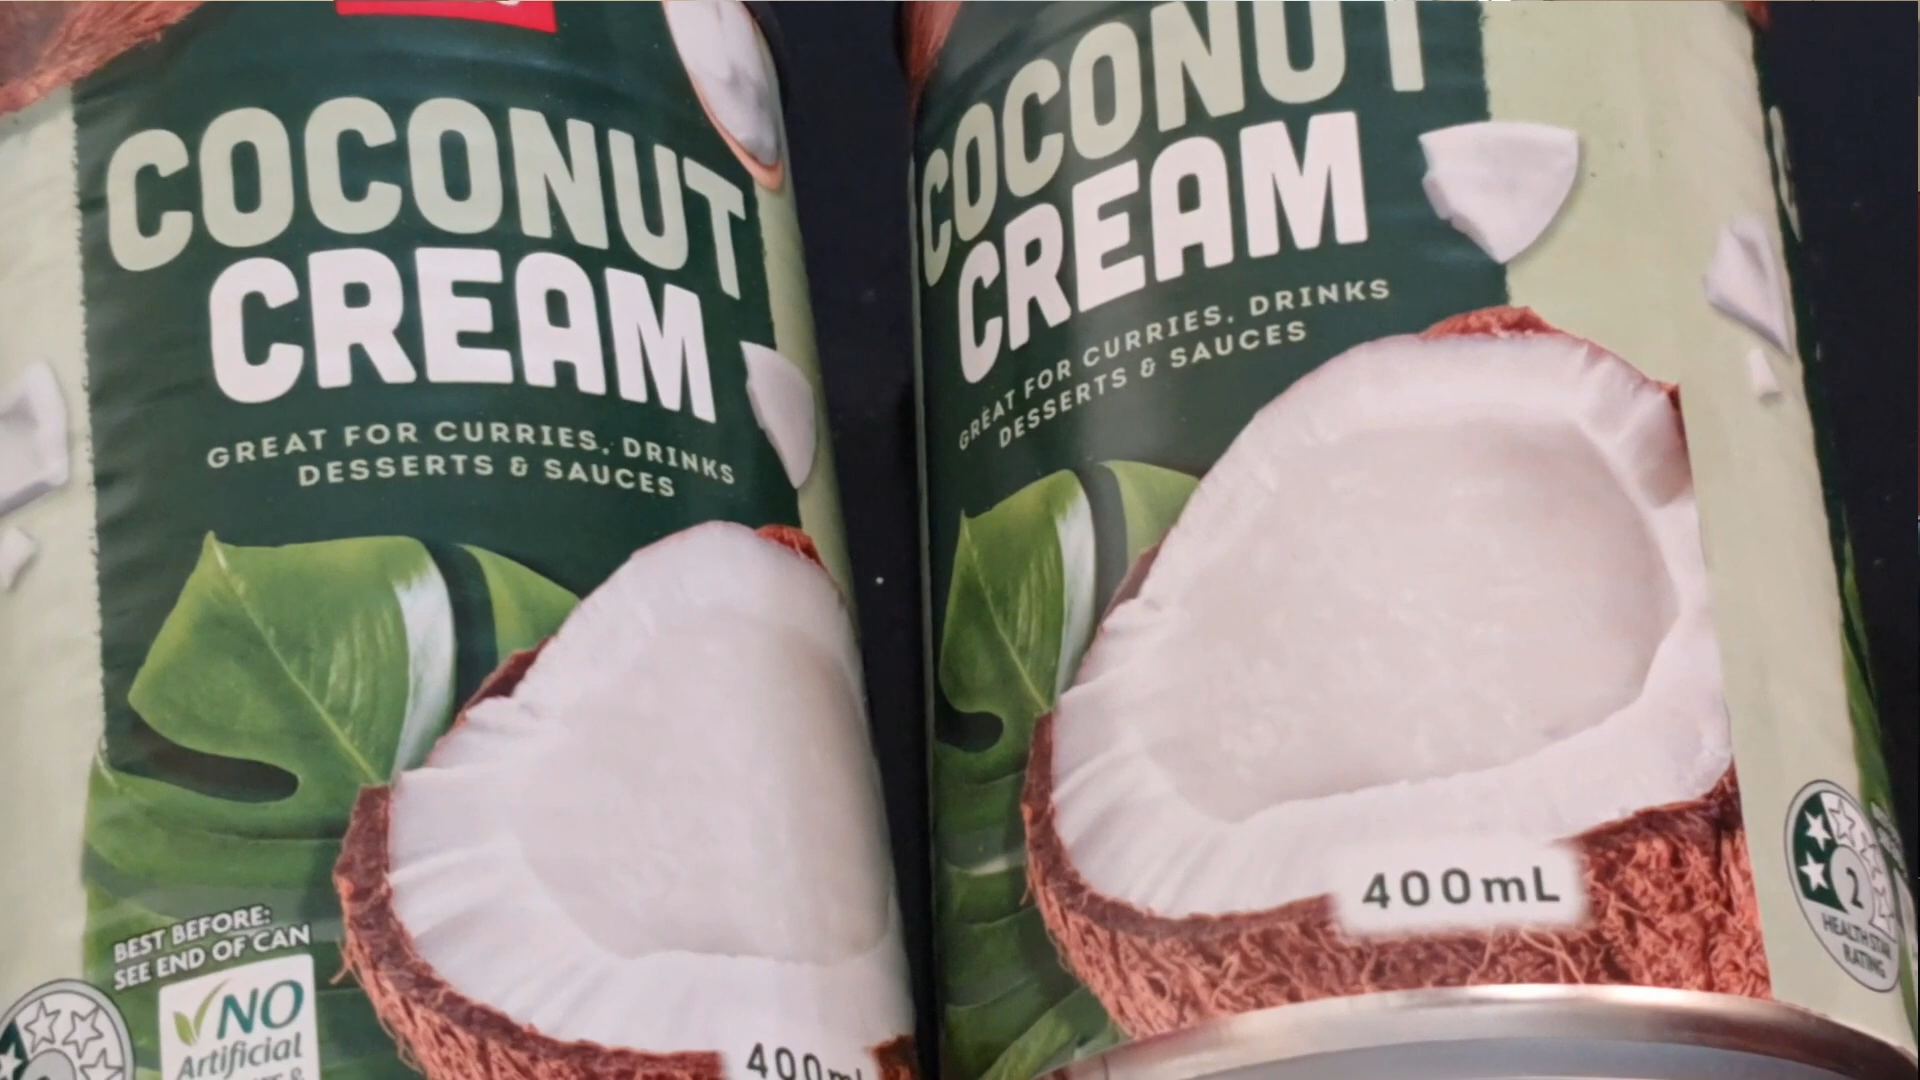 COCONUT
CREAM
GREAT FOR CURRIES, DRINKS
DESSERTS & SAUCES
BEST BEFORE:
SEE END OF CAN
NO
Artificial
400mL
COCONUT
CREAM
GREAT FOR CURRIES, DRINKS
DESSERTS & SAUCES
400mL
2
HEALTH STAR
RATING